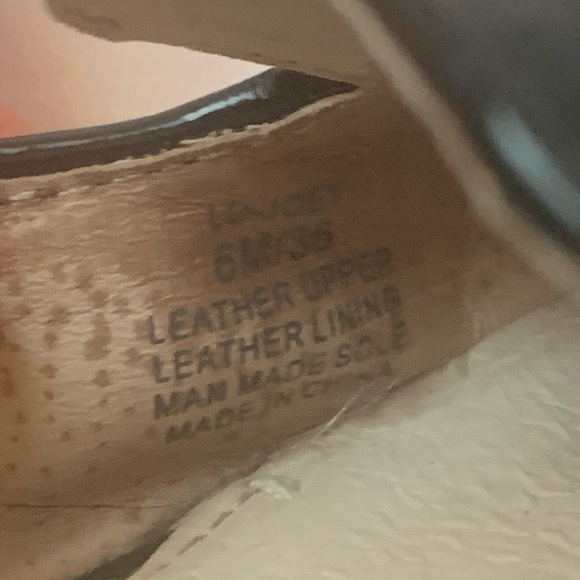 6M/36
LEATHER UPPER
LEATHER LINING
MAN MADE SOLE
MADE IN CHINA